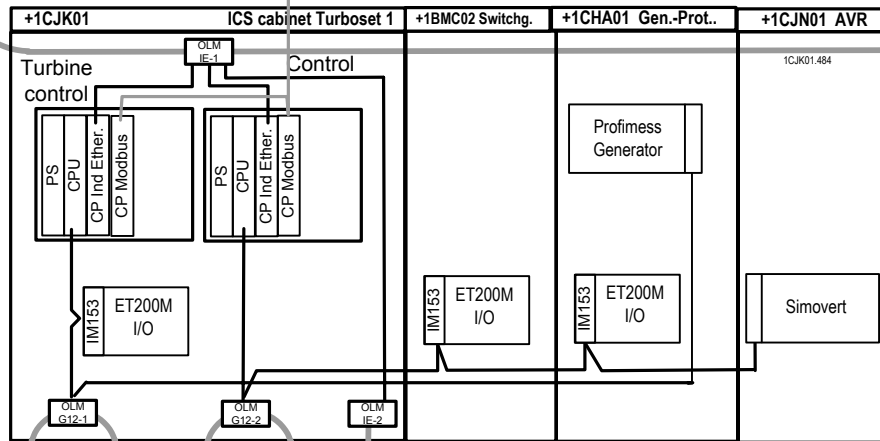 +1CJK01 ICS cabinet Turboset 1 +1BMC02 Switchg. +1CHA01 Gen.-Prot.. +1CJN01 AVR
OLM
IE-1
1CJK01.484
Turbine
control
Control
PS
CPU
CP Ind Ether.
CP Modbus
PS
CPU
CP Ind Ether.
CP Modbus
Profimess
Generator
IM153
ET200M
I/O
IM153
ET200M
I/O
IM153
ET200M
I/O
Simovert
OLM
G12-1
OLM
G12-2
OLM
IE-2